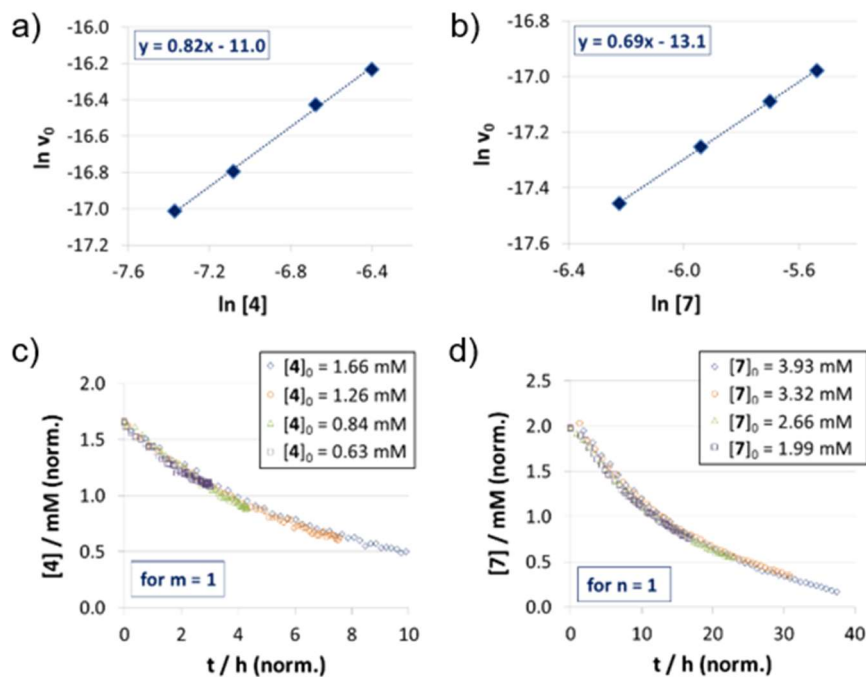 a)
y = 0.82x - 11.0
-16.0
-16.4
-16.8
-17.0
-17.2
ln v₀
-7.6
-7.2
-6.8
-6.4
ln [4]
b)
y = 0.69x - 13.1
-16.8
-17.0
-17.2
-17.4
-17.6
ln v₀
-6.4
-6.0
-5.6
ln [7]
c)
[4]₀ = 1.66 mM
[4]₀ = 1.26 mM
[4]₀ = 0.84 mM
[4]₀ = 0.63 mM
2.0
1.5
1.0
0.5
0.0
[4] / mM (norm.)
for m = 1
0
2
4
6
8
10
t / h (norm.)
d)
[7]₀ = 3.93 mM
[7]₀ = 3.32 mM
[7]₀ = 2.66 mM
[7]₀ = 1.99 mM
2.5
2.0
1.5
1.0
0.5
0.0
[7] / mM (norm.)
for n = 1
0
10
20
30
40
t / h (norm.)